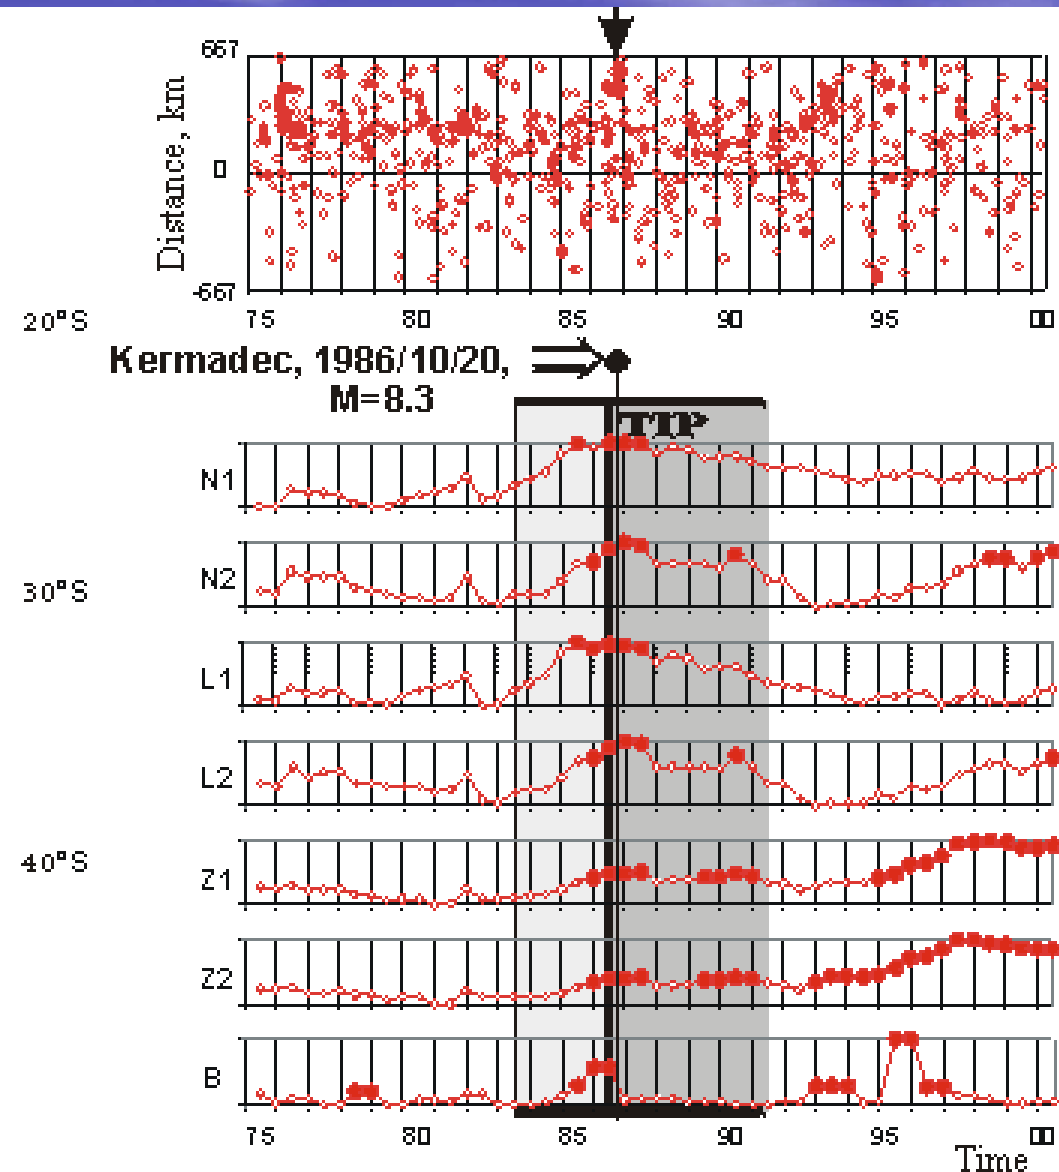 667
Distance, km
0
-667
75 80 85 90 95 00
20°S
Kermadec, 1986/10/20,
M=8.3
TIP
N1
N2
30°S
L1
L2
Z1
40°S
Z2
B
75 80 85 90 95 00
Time